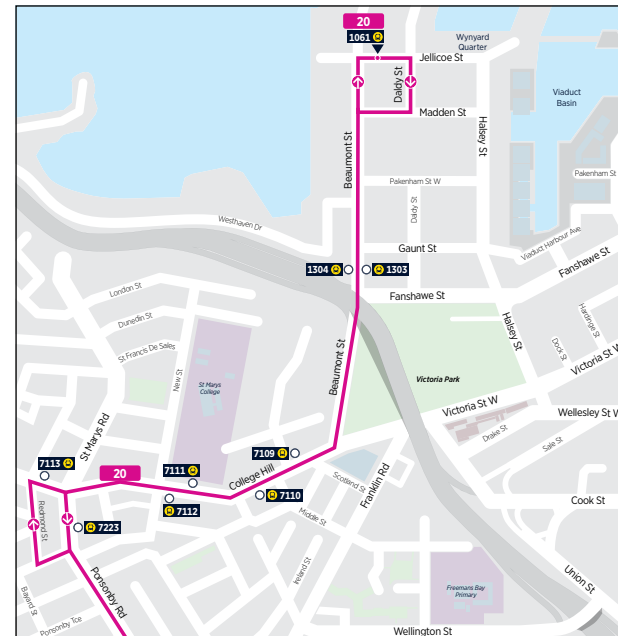 20
1061
Wynyard
Quarter
Jellicoe St
Daldy St
Madden St
Viaduct
Basin
Halsey St
Beaumont St
Pakenham St W
Pakenham St
Daldy St
Westhaven Dr
Viaduct Harbour Ave
Gaunt St
Fanshawe St
1304
1303
London St
Fanshawe St
Dunedin St
Halsey St
Hardinge St
St Francis De Sales
Dock St
Victoria St W
New St
St Marys
College
Beaumont St
Victoria Park
Victoria St W
Wellesley St W
St Marys Rd
Drake St
Sale St
7109
7113
20
7111
College Hill
Scotland St
Franklin Rd
7110
Cook St
7112
Redmond St
Middle St
7223
Ireland St
Union St
Bayard St
Ponsonby Rd
Freemans Bay
Primary
Ponsonby Tce
Wellington St